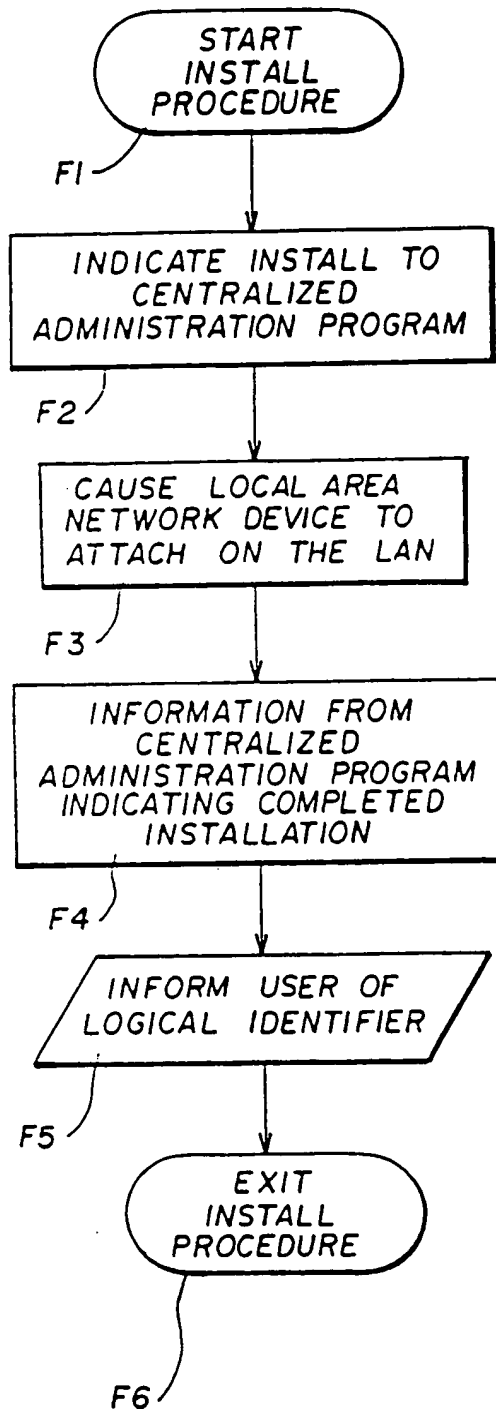 START
INSTALL
PROCEDURE
F1
INDICATE INSTALL TO
CENTRALIZED
ADMINISTRATION PROGRAM
F2
CAUSE LOCAL AREA
NETWORK DEVICE TO
ATTACH ON THE LAN
F3
INFORMATION FROM
CENTRALIZED
ADMINISTRATION PROGRAM
INDICATING COMPLETED
INSTALLATION
F4
INFORM USER OF
LOGICAL IDENTIFIER
F5
EXIT
INSTALL
PROCEDURE
F6